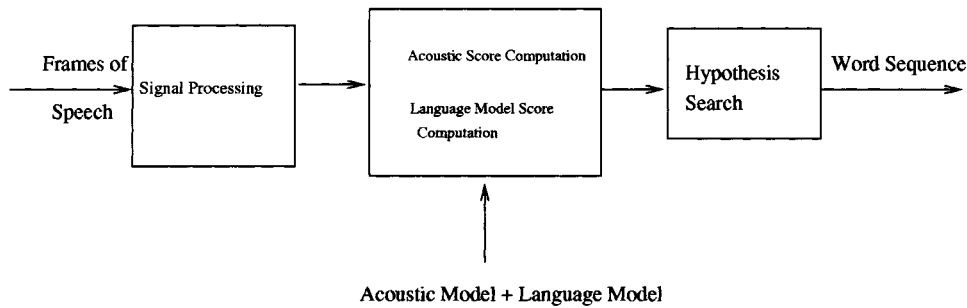 Frames of
Speech
Signal Processing
Acoustic Score Computation
Language Model Score
Computation
Hypothesis
Search
Word Sequence
Acoustic Model + Language Model